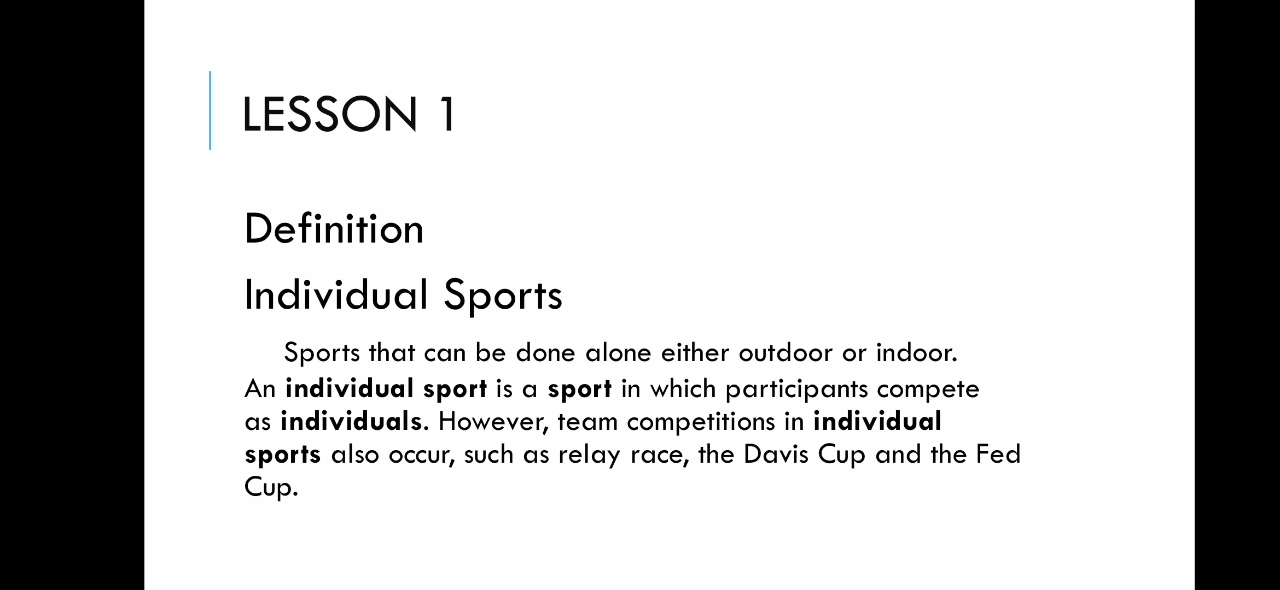 LESSON 1
Definition
Individual Sports
Sports that can be done alone either outdoor or indoor.
An individual sport is a sport in which participants compete
as individuals. However, team competitions in individual
sports also occur, such as relay race, the Davis Cup and the Fed
Cup.